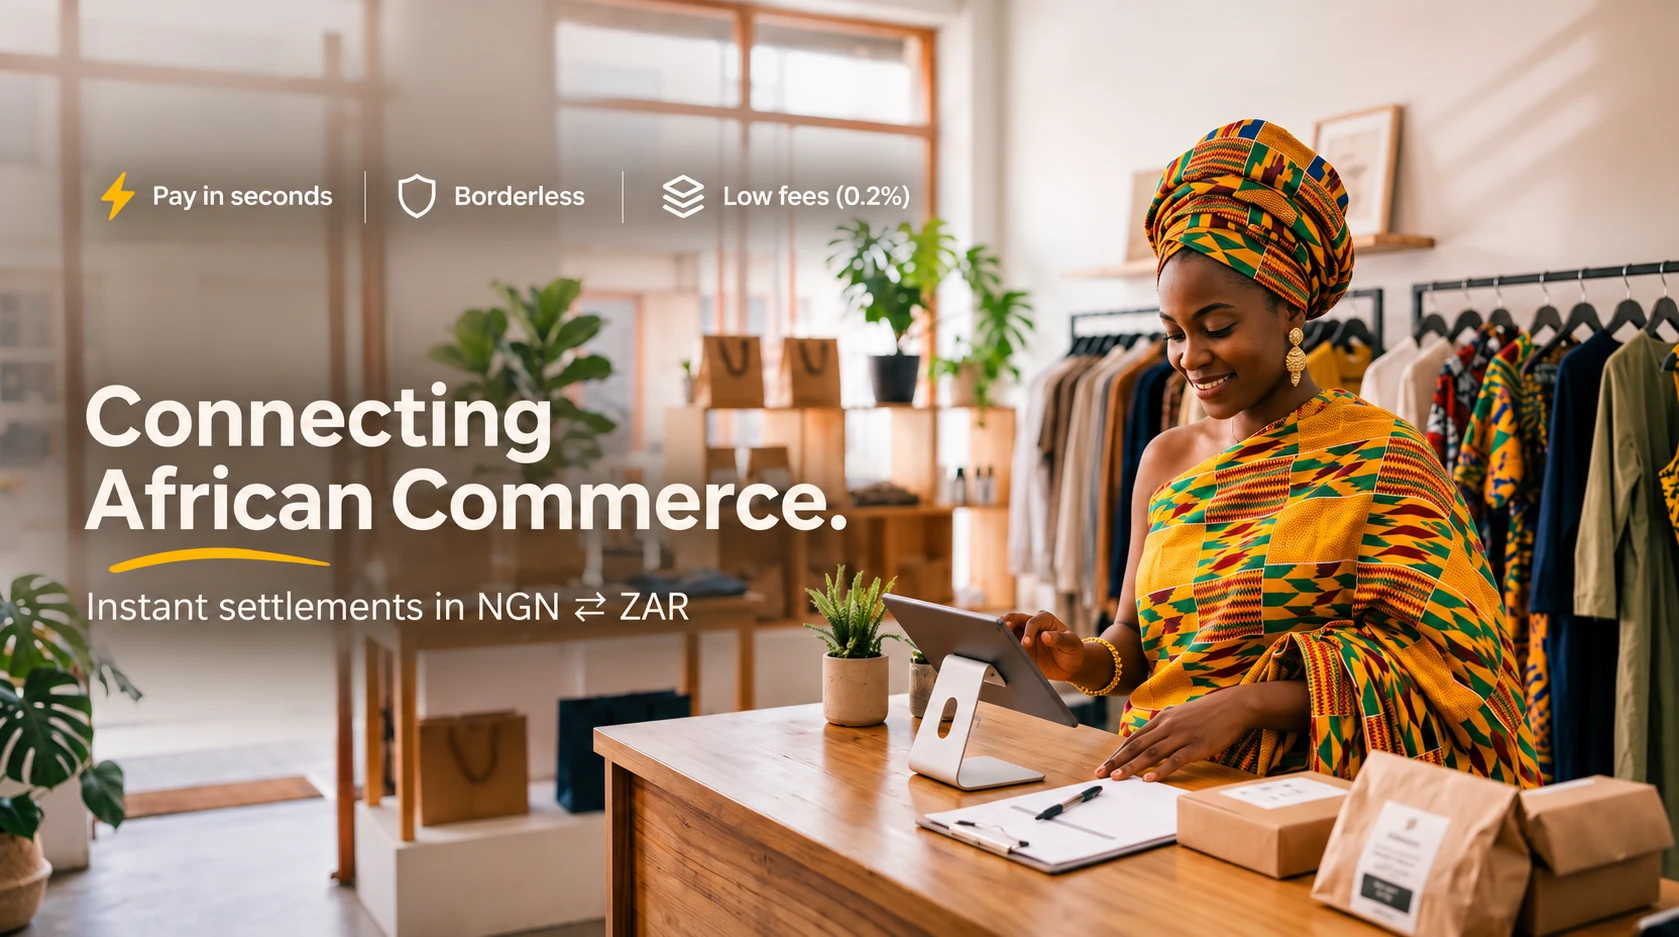 Pay in seconds
Borderless
Low fees (0.2%)
Connecting
African Commerce.
Instant settlements in NGN ⇄ ZAR